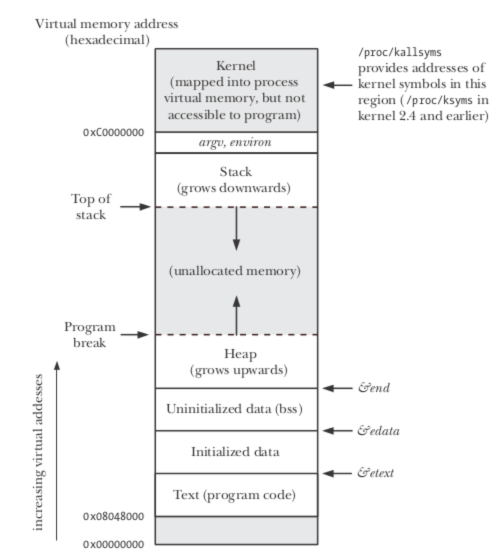 Virtual memory address
(hexadecimal)
/proc/kallsyms
provides addresses of
kernel symbols in this
region (/proc/ksyms in
kernel 2.4 and earlier)
Kernel
(mapped into process
virtual memory, but not
accessible to program)
0xC0000000
argv, environ
Stack
(grows downwards)
Top of
stack
(unallocated memory)
Program
break
Heap
(grows upwards)
&end
Uninitialized data (bss)
&edata
Initialized data
&etext
Text (program code)
0x08048000
0x00000000
increasing virtual addesses